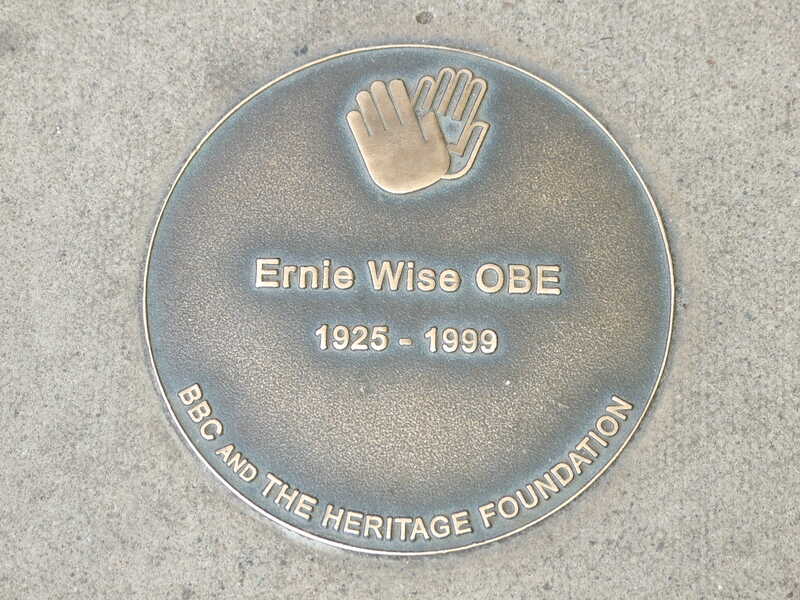 Ernie Wise OBE
1925 - 1999
BBC AND THE HERITAGE FOUNDATION